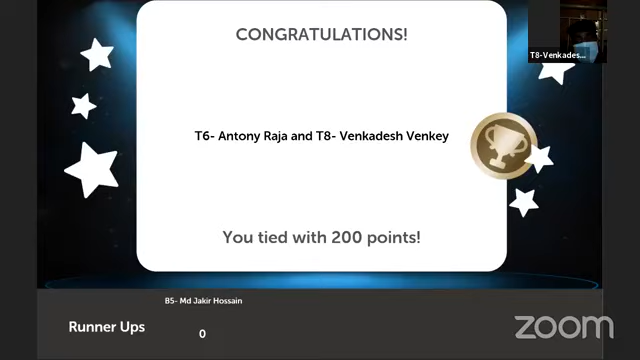 CONGRATULATIONS!
T8-Venkades...
T6- Antony Raja and T8- Venkadesh Venkey
You tied with 200 points!
B5- Md Jakir Hossain
Runner Ups
0
zoom